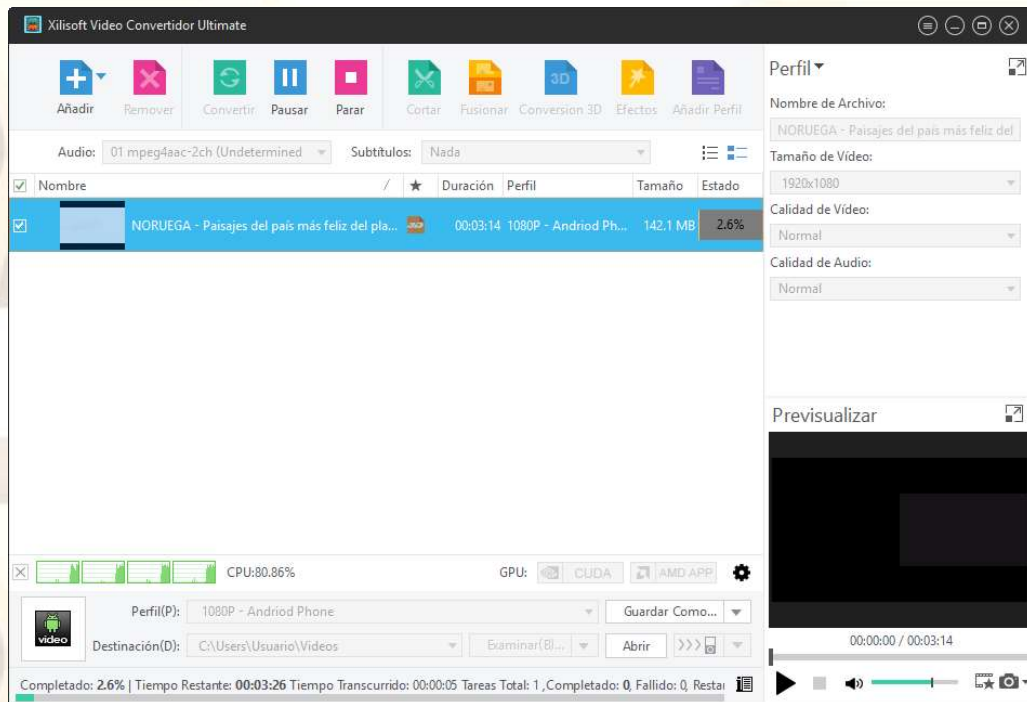 Xilisoft Video Convertidor Ultimate
Añadir Remover Convertir Pausar Parar Cortar Fusionar Conversion 3D Efectos Añadir Perfil
3D
Audio: 01 mpeg4aac-2ch (Undetermined Subtítulos: Nada
Nombre / Duración Perfil Tamaño Estado
NORUEGA - Paisajes del país más feliz del pla... 00:03:14 1080P - Andriod Ph... 142.1 MB 2.6%
CPU:80.86% GPU: CUDA AMD APP
Perfil(P): 1080P - Andriod Phone Guardar Como...
video
Destinación(D): C:\Users\Usuario\Videos Abrir >>>
Completado: 2.6% | Tiempo Restante: 00:03:26 Tiempo Transcurrido: 00:00:05 Tareas Total: 1 ,Completado: 0, Fallido: 0, Restar
Perfil
Nombre de Archivo:
NORUEGA - Paisajes del país más feliz del
Tamaño de Vídeo:
1920x1080
Calidad de Vídeo:
Normal
Calidad de Audio:
Normal
Previsualizar
00:00:00 / 00:03:14